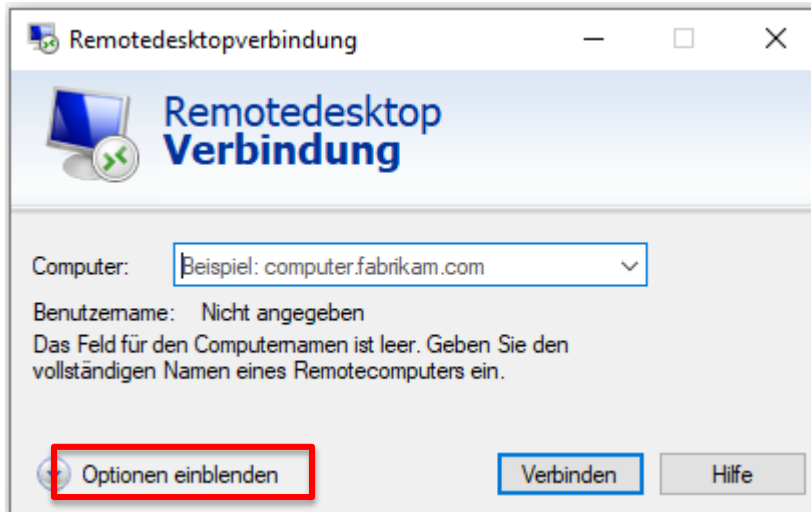 Remotedesktopverbindung
Remotedesktop
Verbindung
Computer: Beispiel: computer.fabrikam.com
Benutzername: Nicht angegeben
Das Feld für den Computernamen ist leer. Geben Sie den
vollständigen Namen eines Remotecomputers ein.
Optionen einblenden Verbinden Hilfe